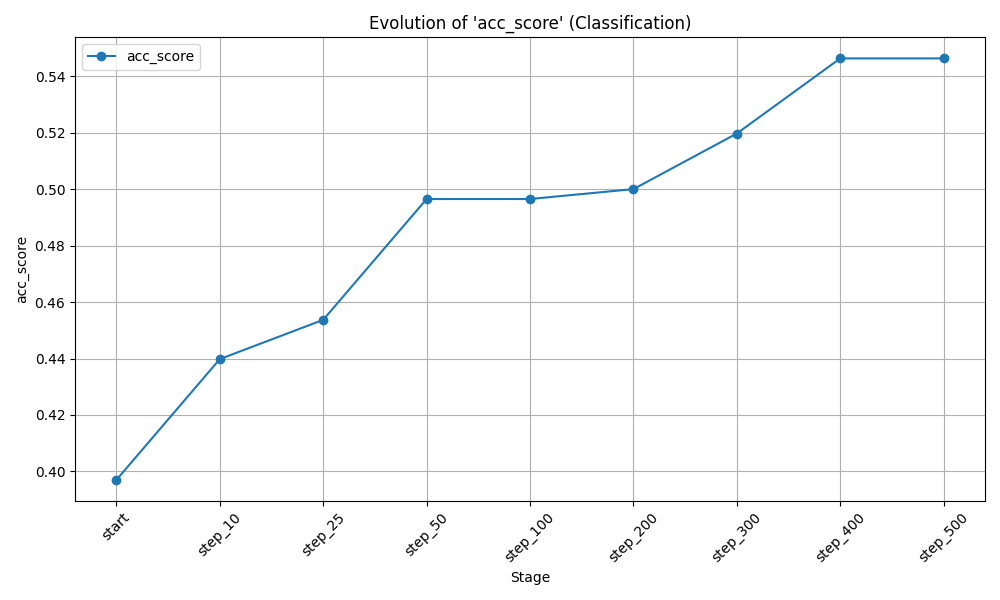 Evolution of 'acc_score' (Classification)
acc_score
0.54
0.52
0.50
0.48
0.46
0.44
0.42
0.40
acc_score
start
step_10
step_25
step_50
step_100
step_200
step_300
step_400
step_500
Stage